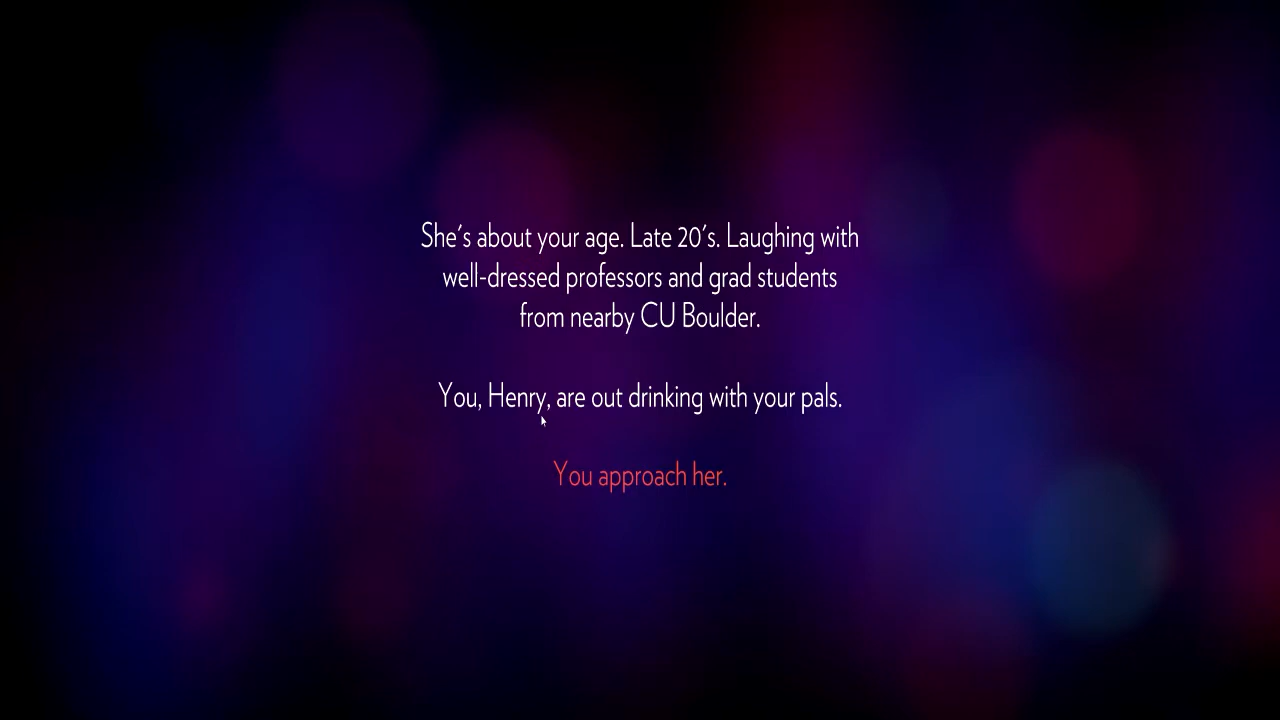 She's about your age. Late 20's. Laughing with
well-dressed professors and grad students
from nearby CU Boulder.
You, Henry, are out drinking with your pals.
You approach her.